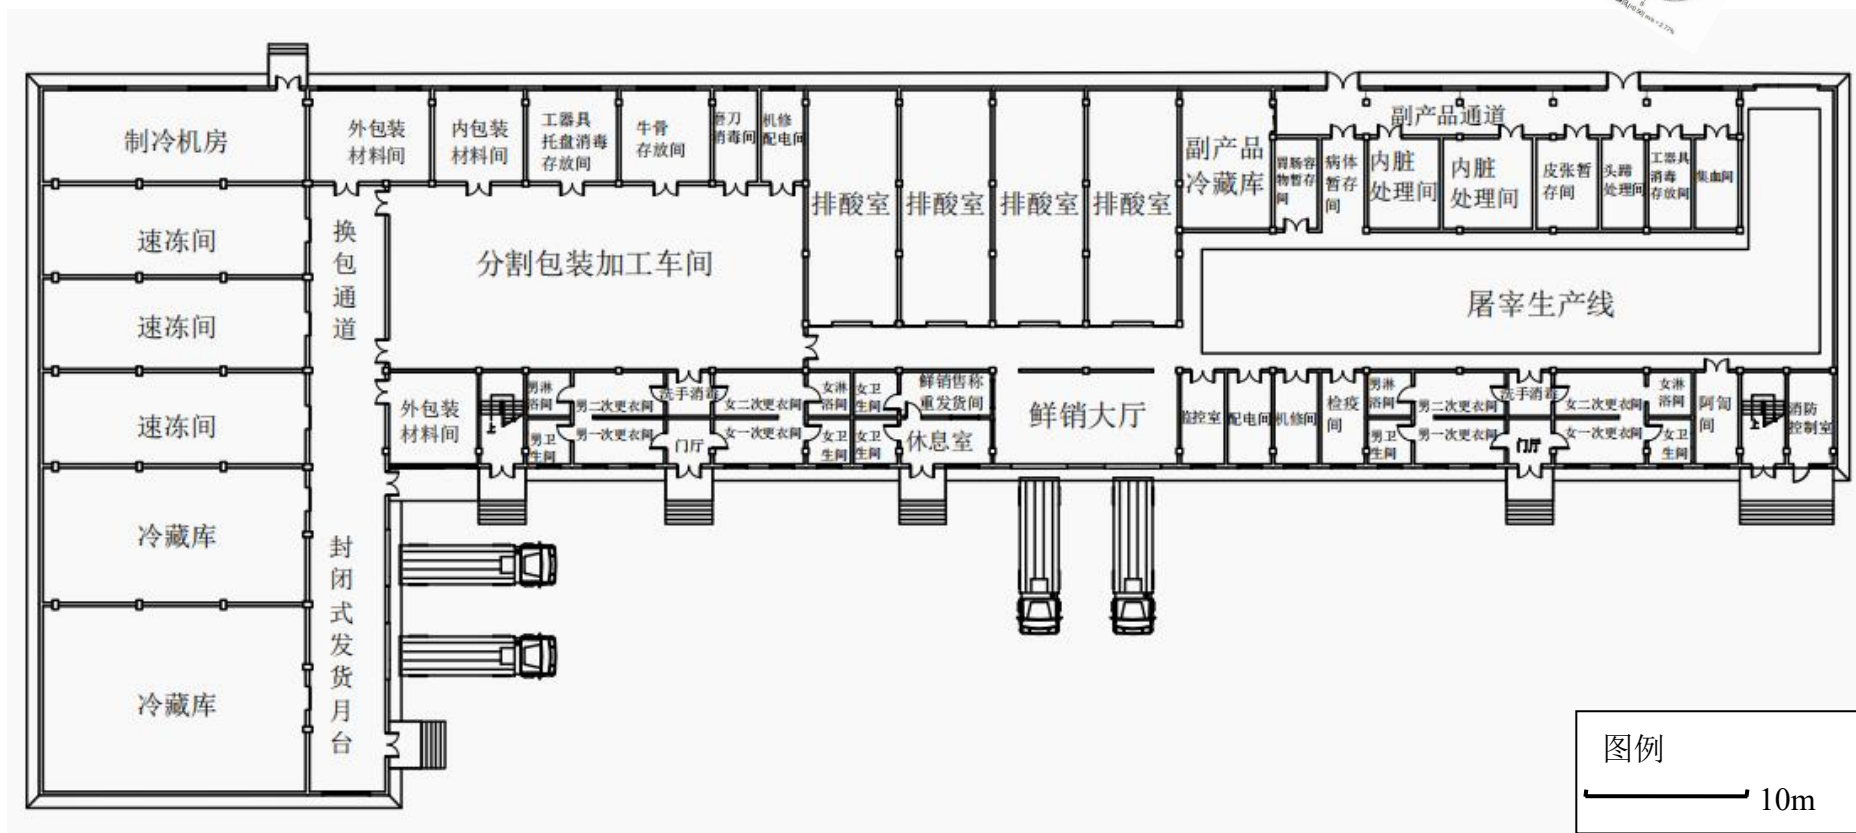 制冷机房
外包装
材料间
内包装
材料间
工器具
托盘消毒
存放间
牛骨
存放间
磨刀
消毒间
机修
配电间
排酸室
排酸室
排酸室
排酸室
副产品
冷藏库
副产品通道
胃肠容
物暂存
间
病体
暂存
间
内脏
处理间
内脏
处理间
皮张暂
存间
头蹄
处理间
工器具
消毒
存放间
集血间
速冻间
速冻间
速冻间
冷藏库
冷藏库
换
包
通
道
分割包装加工车间
屠宰生产线
外包装
材料间
上
男淋
浴间
男卫
生间
男二次更衣间
男一次更衣间
洗手消毒
门厅
女二次更衣间
女一次更衣间
女淋
浴间
女卫
生间
女卫
生间
女卫
生间
鲜销售称
重发货间
休息室
鲜销大厅
监控室
配电间
机修间
检疫
间
男淋
浴间
男卫
生间
男二次更衣间
男一次更衣间
洗手消毒
门厅
女二次更衣间
女一次更衣间
女淋
浴间
女卫
生间
阿訇
间
上
消防
控制室
封
闭
式
发
货
月
台
图例
10m